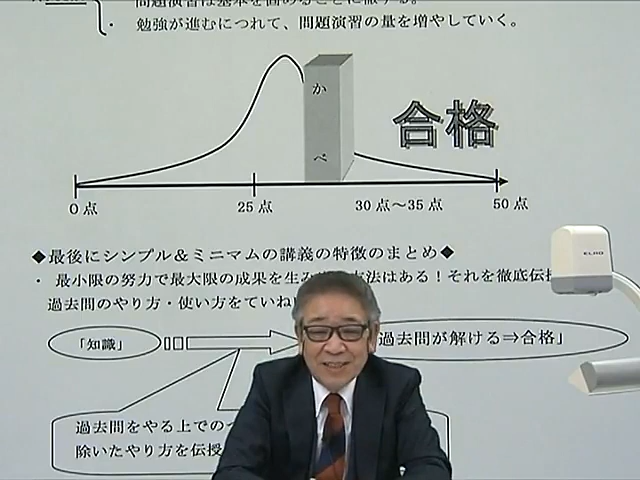 問題演習は基本を固めることに徹する。
・ 勉強が進むにつれて、問題演習の量を増やしていく。
か
べ
合格
0点 25点 30点～35点 50点
◆最後にシンプル＆ミニマムの講義の特徴のまとめ◆
・ 最小限の努力で最大限の成果を生み 方法はある！それを徹底伝
過去問のやり方・使い方をていね
「知識」 過去問が解ける⇒合格」
過去問をやる上での
除いたやり方を伝授
ELMO